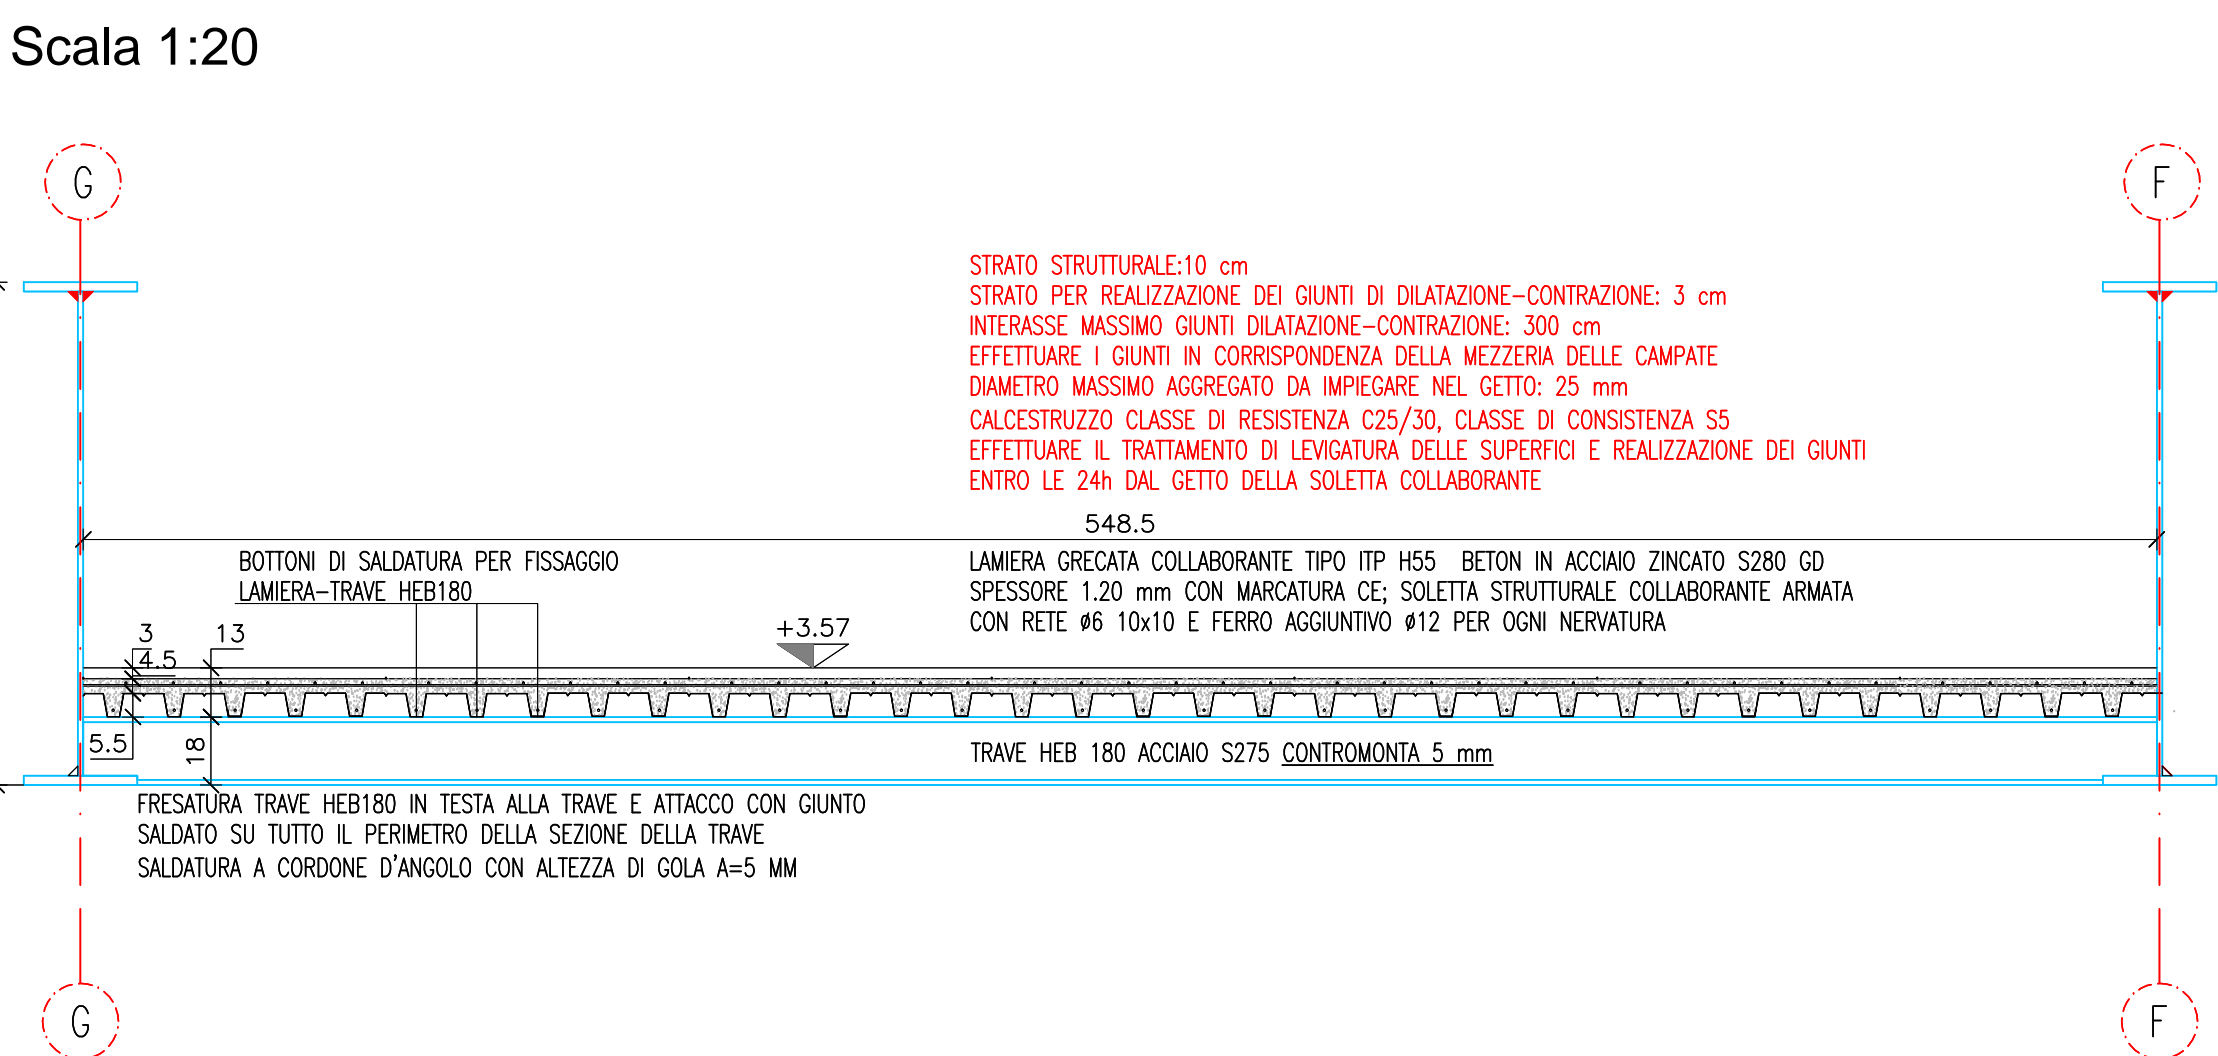 Scala 1:20
G
F
STRATO STRUTTURALE:10 cm
STRATO PER REALIZZAZIONE DEI GIUNTI DI DILATAZIONE-CONTRAZIONE: 3 cm
INTERASSE MASSIMO GIUNTI DILATAZIONE-CONTRAZIONE: 300 cm
EFFETTUARE I GIUNTI IN CORRISPONDENZA DELLA MEZZERIA DELLE CAMPATE
DIAMETRO MASSIMO AGGREGATO DA IMPIEGARE NEL GETTO: 25 mm
CALCESTRUZZO CLASSE DI RESISTENZA C25/30, CLASSE DI CONSISTENZA S5
EFFETTUARE IL TRATTAMENTO DI LEVIGATURA DELLE SUPERFICI E REALIZZAZIONE DEI GIUNTI
ENTRO LE 24h DAL GETTO DELLA SOLETTA COLLABORANTE
548.5
BOTTONI DI SALDATURA PER FISSAGGIO
LAMIERA-TRAVE HEB180
LAMIERA GRECATA COLLABORANTE TIPO ITP H55 BETON IN ACCIAIO ZINCATO S280 GD
SPESSORE 1.20 mm CON MARCATURA CE; SOLETTA STRUTTURALE COLLABORANTE ARMATA
CON RETE ø6 10x10 E FERRO AGGIUNTIVO ø12 PER OGNI NERVATURA
3
13
+3.57
4.5
5.5
18
TRAVE HEB 180 ACCIAIO S275 CONTROMONTA 5 mm
FRESATURA TRAVE HEB180 IN TESTA ALLA TRAVE E ATTACCO CON GIUNTO
SALDATO SU TUTTO IL PERIMETRO DELLA SEZIONE DELLA TRAVE
SALDATURA A CORDONE D'ANGOLO CON ALTEZZA DI GOLA A=5 MM
G
F